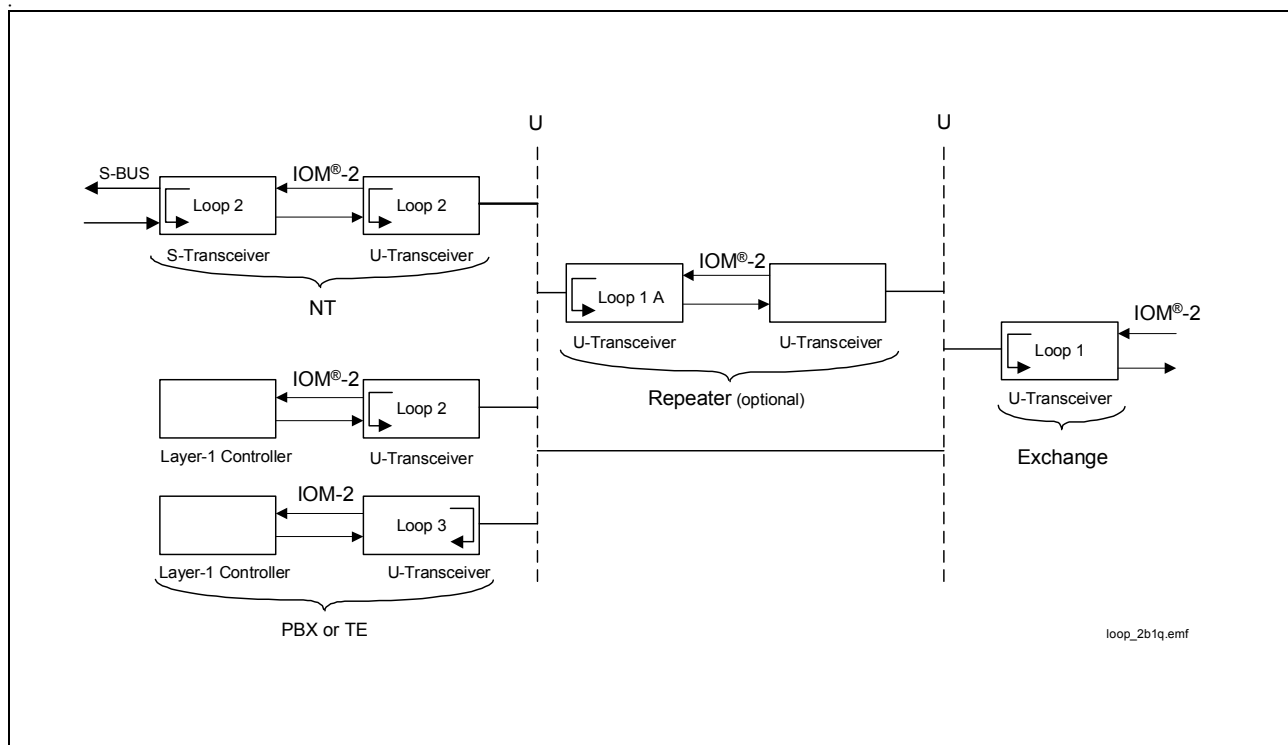 U
U
S-BUS
IOM®-2
Loop 2
Loop 2
S-Transceiver
U-Transceiver
NT
IOM®-2
Loop 1 A
U-Transceiver
U-Transceiver
Repeater (optional)
IOM®-2
Loop 1
U-Transceiver
Exchange
IOM®-2
Loop 2
Layer-1 Controller
U-Transceiver
IOM-2
Loop 3
Layer-1 Controller
U-Transceiver
PBX or TE
loop_2b1q.emf